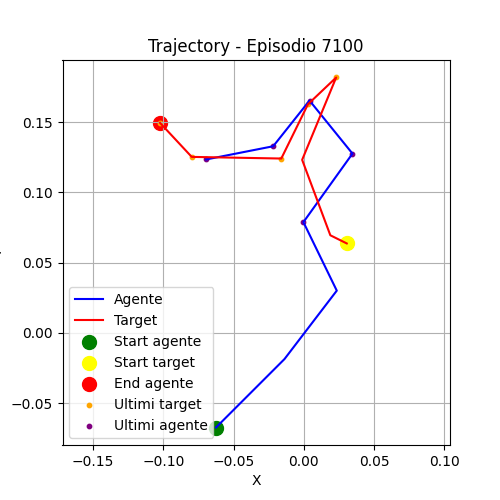 Trajectory - Episodio 7100
0.15
0.10
0.05
0.00
−0.05
Agente
Target
Start agente
Start target
End agente
Ultimi target
Ultimi agente
−0.15
−0.10
−0.05
0.00
0.05
0.10
X